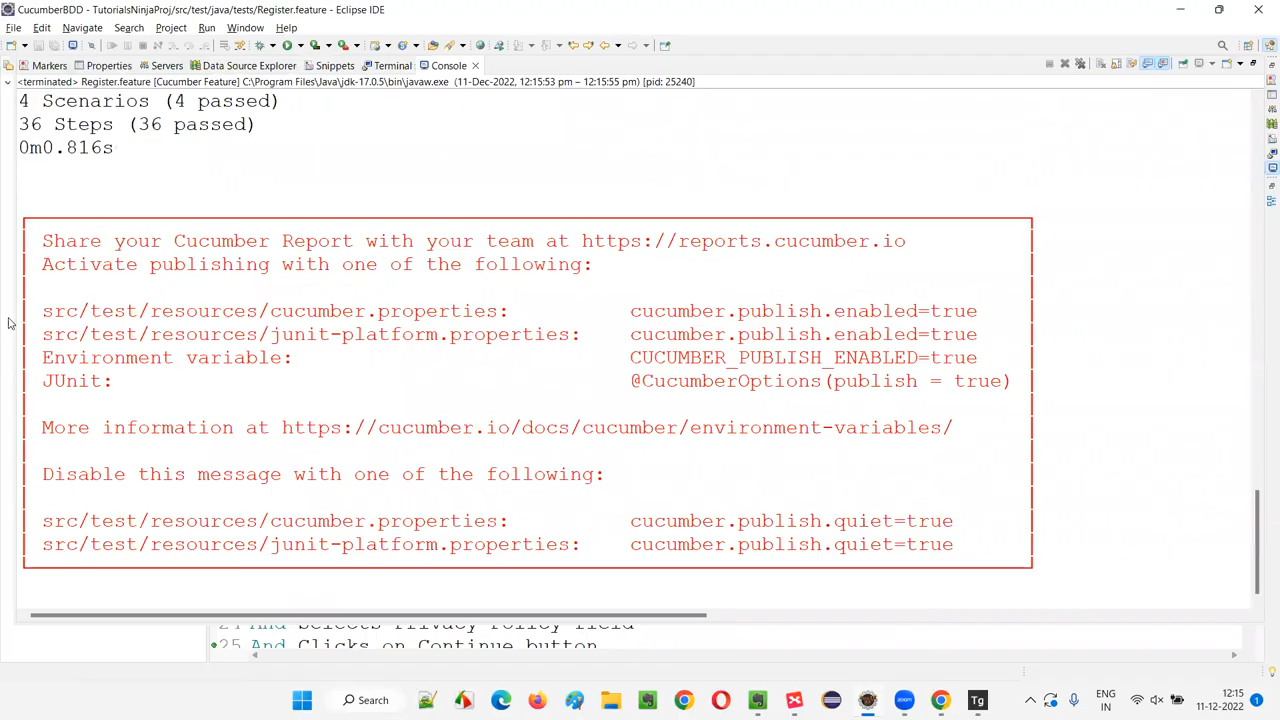 CucumberBDD - TutorialsNinjaProj/src/test/java/tests/Register.feature - Eclipse IDE
File Edit Navigate Search Project Run Window Help
Markers Properties Servers Data Source Explorer Snippets Terminal Console
<terminated> Register.feature [Cucumber Feature] C:\Program Files\Java\jdk-17.0.5\bin\javaw.exe (11-Dec-2022, 12:15:53 pm – 12:15:55 pm) [pid: 25240]
4 Scenarios (4 passed)
36 Steps (36 passed)
0m0.816s
Share your Cucumber Report with your team at https://reports.cucumber.io
Activate publishing with one of the following:
src/test/resources/cucumber.properties: cucumber.publish.enabled=true
src/test/resources/junit-platform.properties: cucumber.publish.enabled=true
Environment variable: CUCUMBER_PUBLISH_ENABLED=true
JUnit: @CucumberOptions(publish = true)
More information at https://cucumber.io/docs/cucumber/environment-variables/
Disable this message with one of the following:
src/test/resources/cucumber.properties: cucumber.publish.quiet=true
src/test/resources/junit-platform.properties: cucumber.publish.quiet=true
24 And Selects Privacy Policy field
25 And Clicks on Continue button
Search
Tg
ENG
IN
12:15
11-12-2022
1